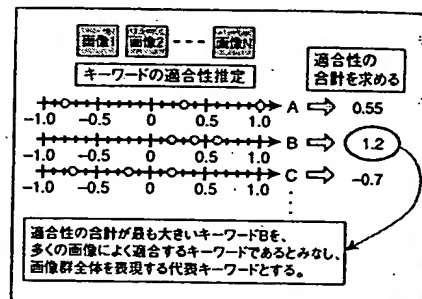 画像1 画像2 画像N
キーワードの適合性推定
適合性の
合計を求める
A 0.55
-1.0 -0.5 0 0.5 1.0
B 1.2
-1.0 -0.5 0 0.5 1.0
C -0.7
-1.0 -0.5 0 0.5 1.0
適合性の合計が最も大きいキーワードBを、
多くの画像によく適合するキーワードであるとみなし、
画像群全体を表現する代表キーワードとする。